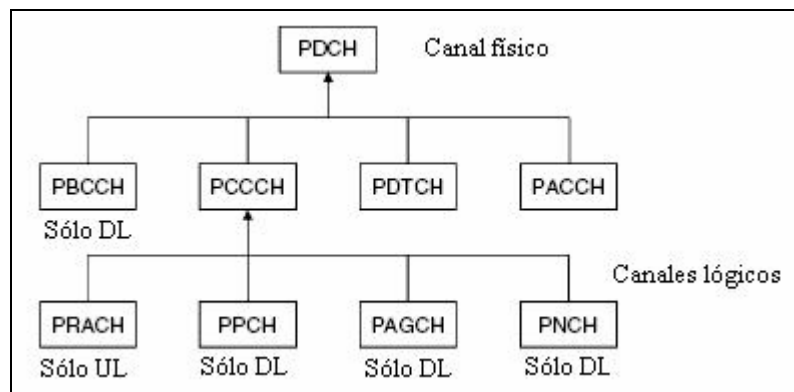 PDCH Canal físico
PBCCH PCCCH PDTCH PACCH
Sólo DL
Canales lógicos
PRACH PPCH PAGCH PNCH
Sólo UL Sólo DL Sólo DL Sólo DL